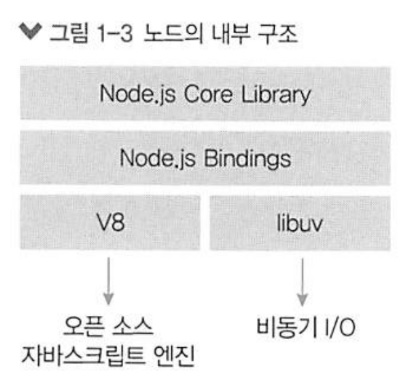 그림 1-3 노드의 내부 구조
Node.js Core Library
Node.js Bindings
V8
libuv
오픈 소스
자바스크립트 엔진
비동기 I/O